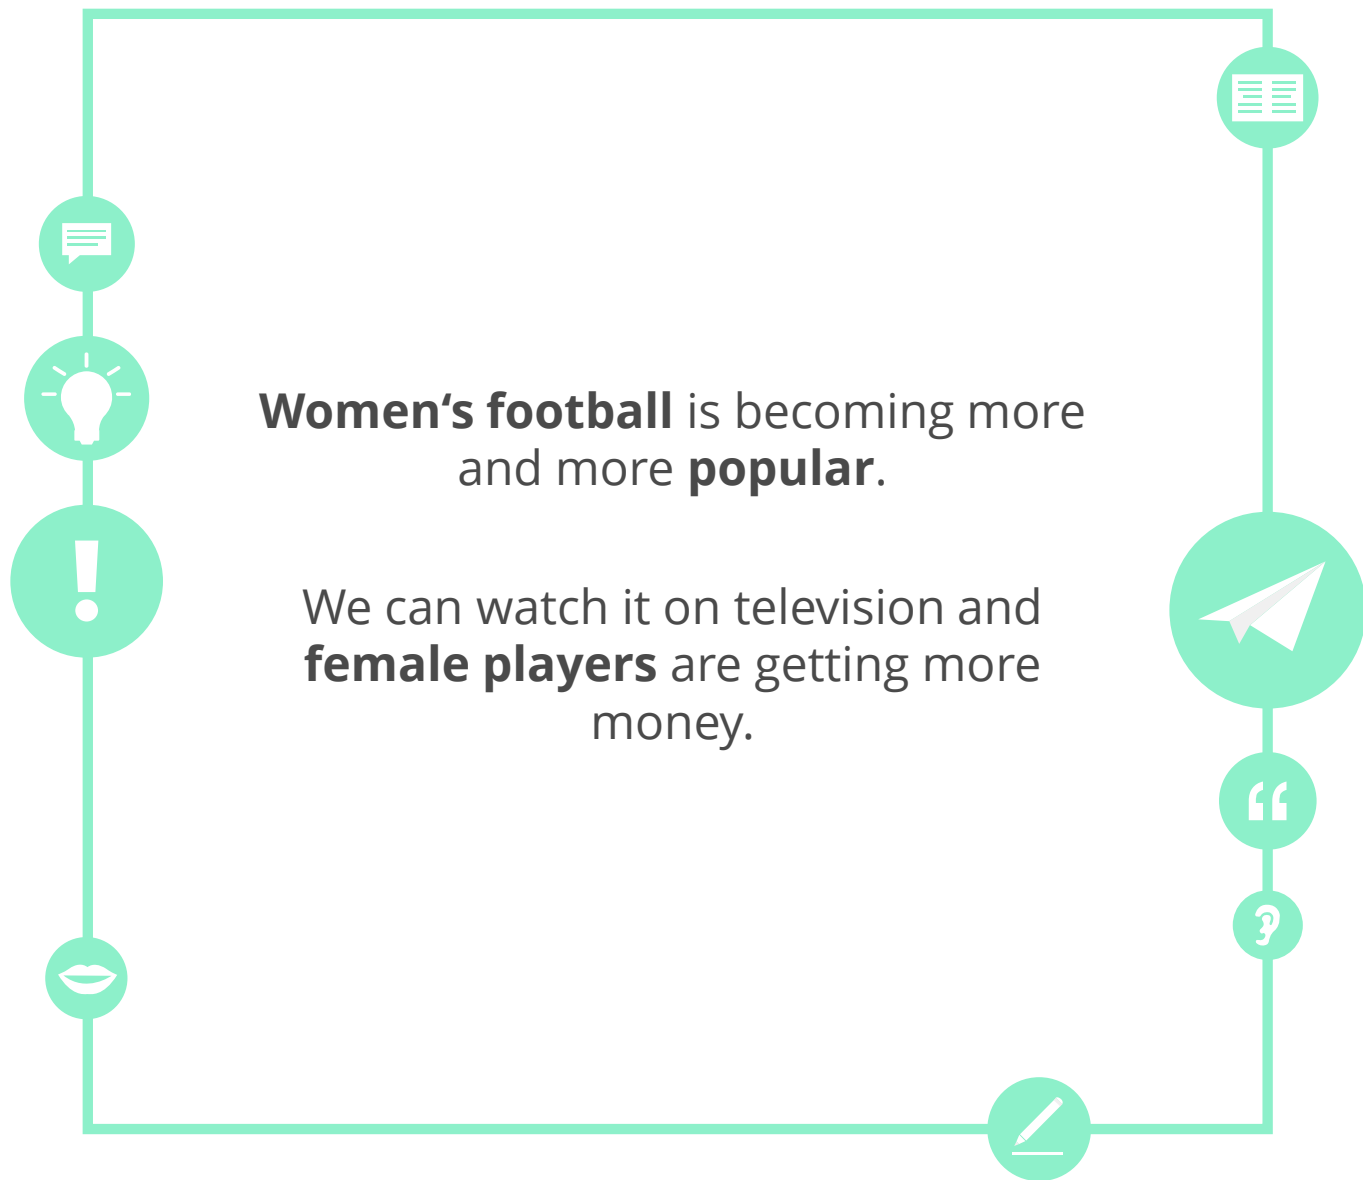 Women‘s football is becoming more
and more popular.
We can watch it on television and
female players are getting more
money.